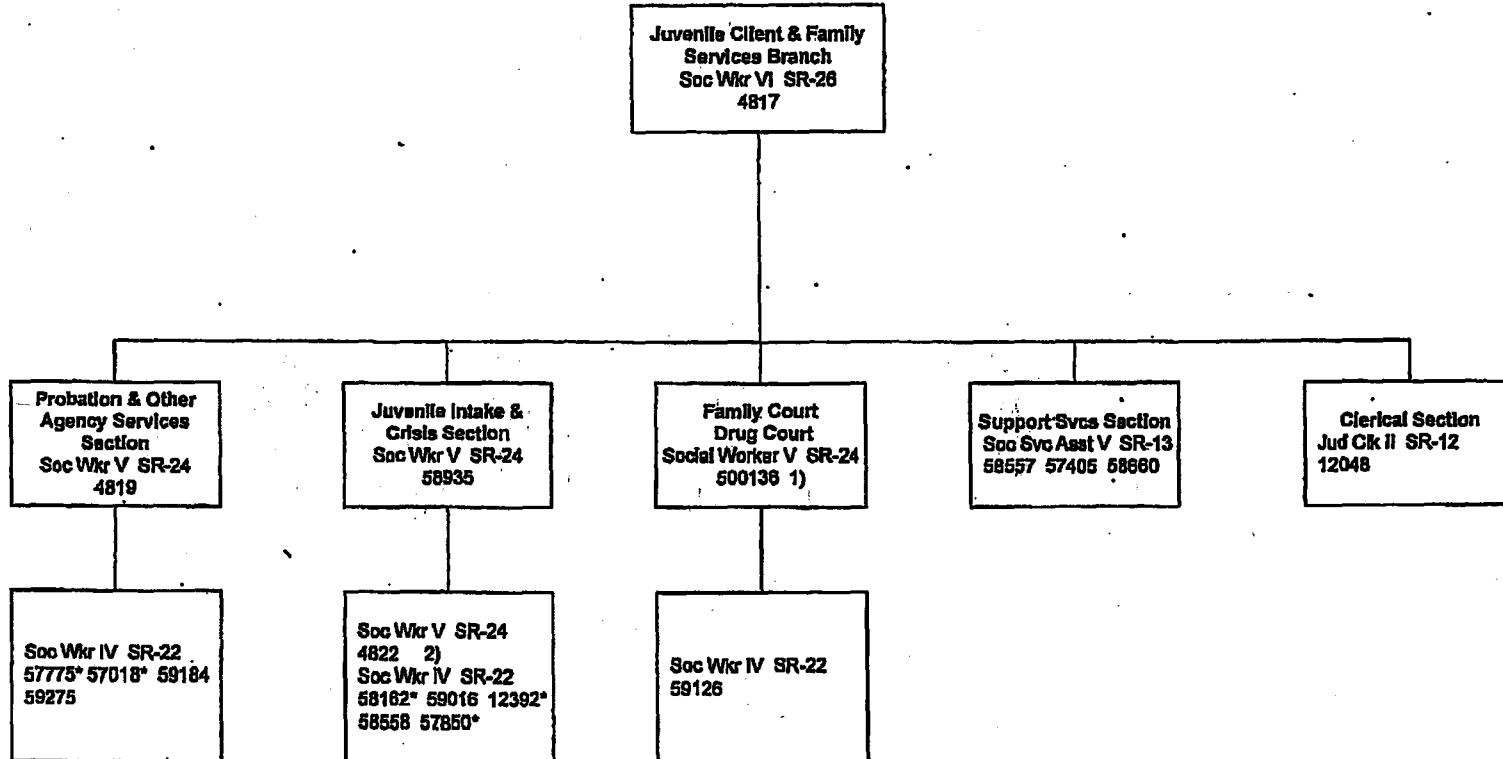 Juvenile Client & Family
Services Branch
Soc Wkr VI SR-26
4817
Probation & Other
Agency Services
Section
Soc Wkr V SR-24
4819
Juvenile Intake &
Crisis Section
Soc Wkr V SR-24
58935
Family Court
Drug Court
Social Worker V SR-24
500136 1)
Support Svcs Section
Soc Svc Asst V SR-13
58557 57405 58660
Clerical Section
Jud Clk II SR-12
12048
Soc Wkr IV SR-22
57775* 57018* 59184
59275
Soc Wkr V SR-24
4822 2)
Soc Wkr IV SR-22
58162* 59016 12392*
58558 57850*
Soc Wkr IV SR-22
59126